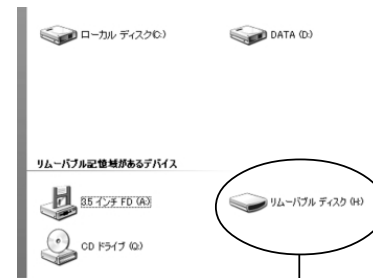 ローカル ディスク(C:)
DATA (D:)
リムーバブル記憶域があるデバイス
3.5 インチ FD (A:)
リムーバブル ディスク (H:)
CD ドライブ (Q:)